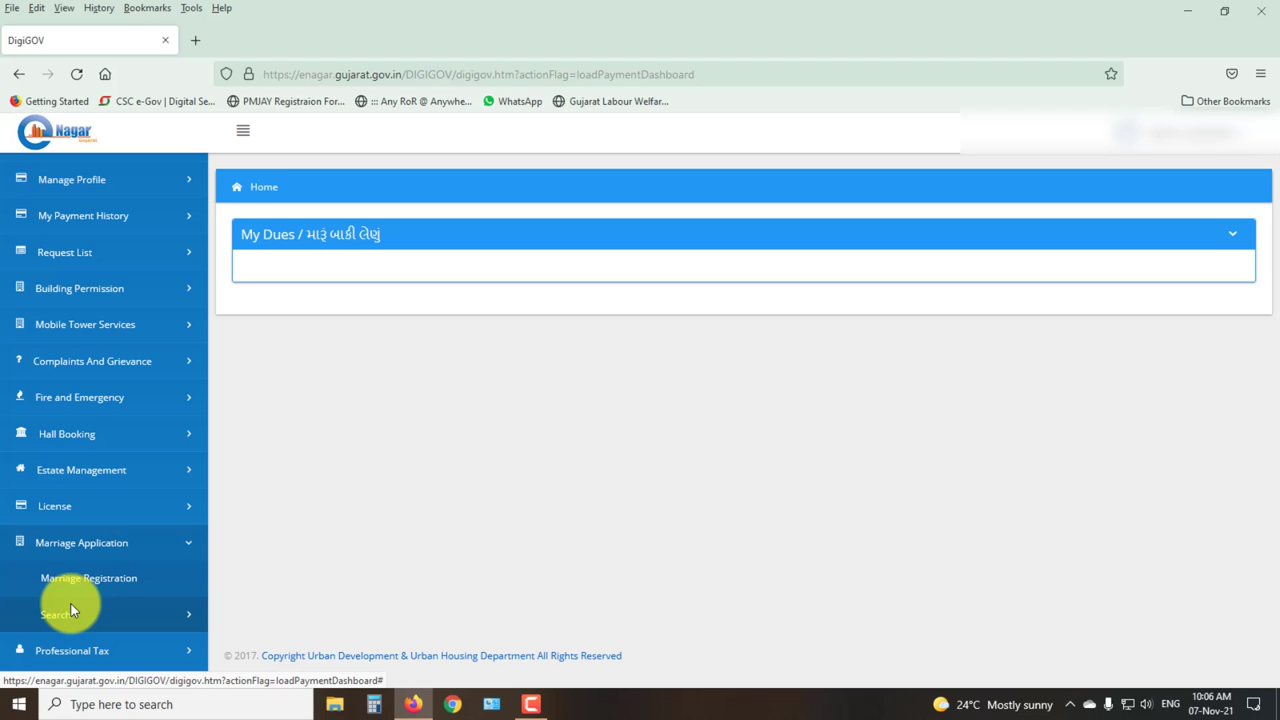 File Edit View History Bookmarks Tools Help
DigiGOV
https://enagar.gujarat.gov.in/DIGIGOV/digigov.htm?actionFlag=loadPaymentDashboard
Getting Started CSC e-Gov | Digital Se... PMJAY Registraion For... ::: Any RoR @ Anywhe... WhatsApp Gujarat Labour Welfar... Other Bookmarks
Nagar
Manage Profile
My Payment History
Request List
Building Permission
Mobile Tower Services
Complaints And Grievance
Fire and Emergency
Hall Booking
Estate Management
License
Marriage Application
Marriage Registration
Search
Professional Tax
Home
My Dues / મારૂં બાકી લેણું
© 2017. Copyright Urban Development & Urban Housing Department All Rights Reserved
https://enagar.gujarat.gov.in/DIGIGOV/digigov.htm?actionFlag=loadPaymentDashboard#
Type here to search
24°C Mostly sunny
ENG
10:06 AM
07-Nov-21